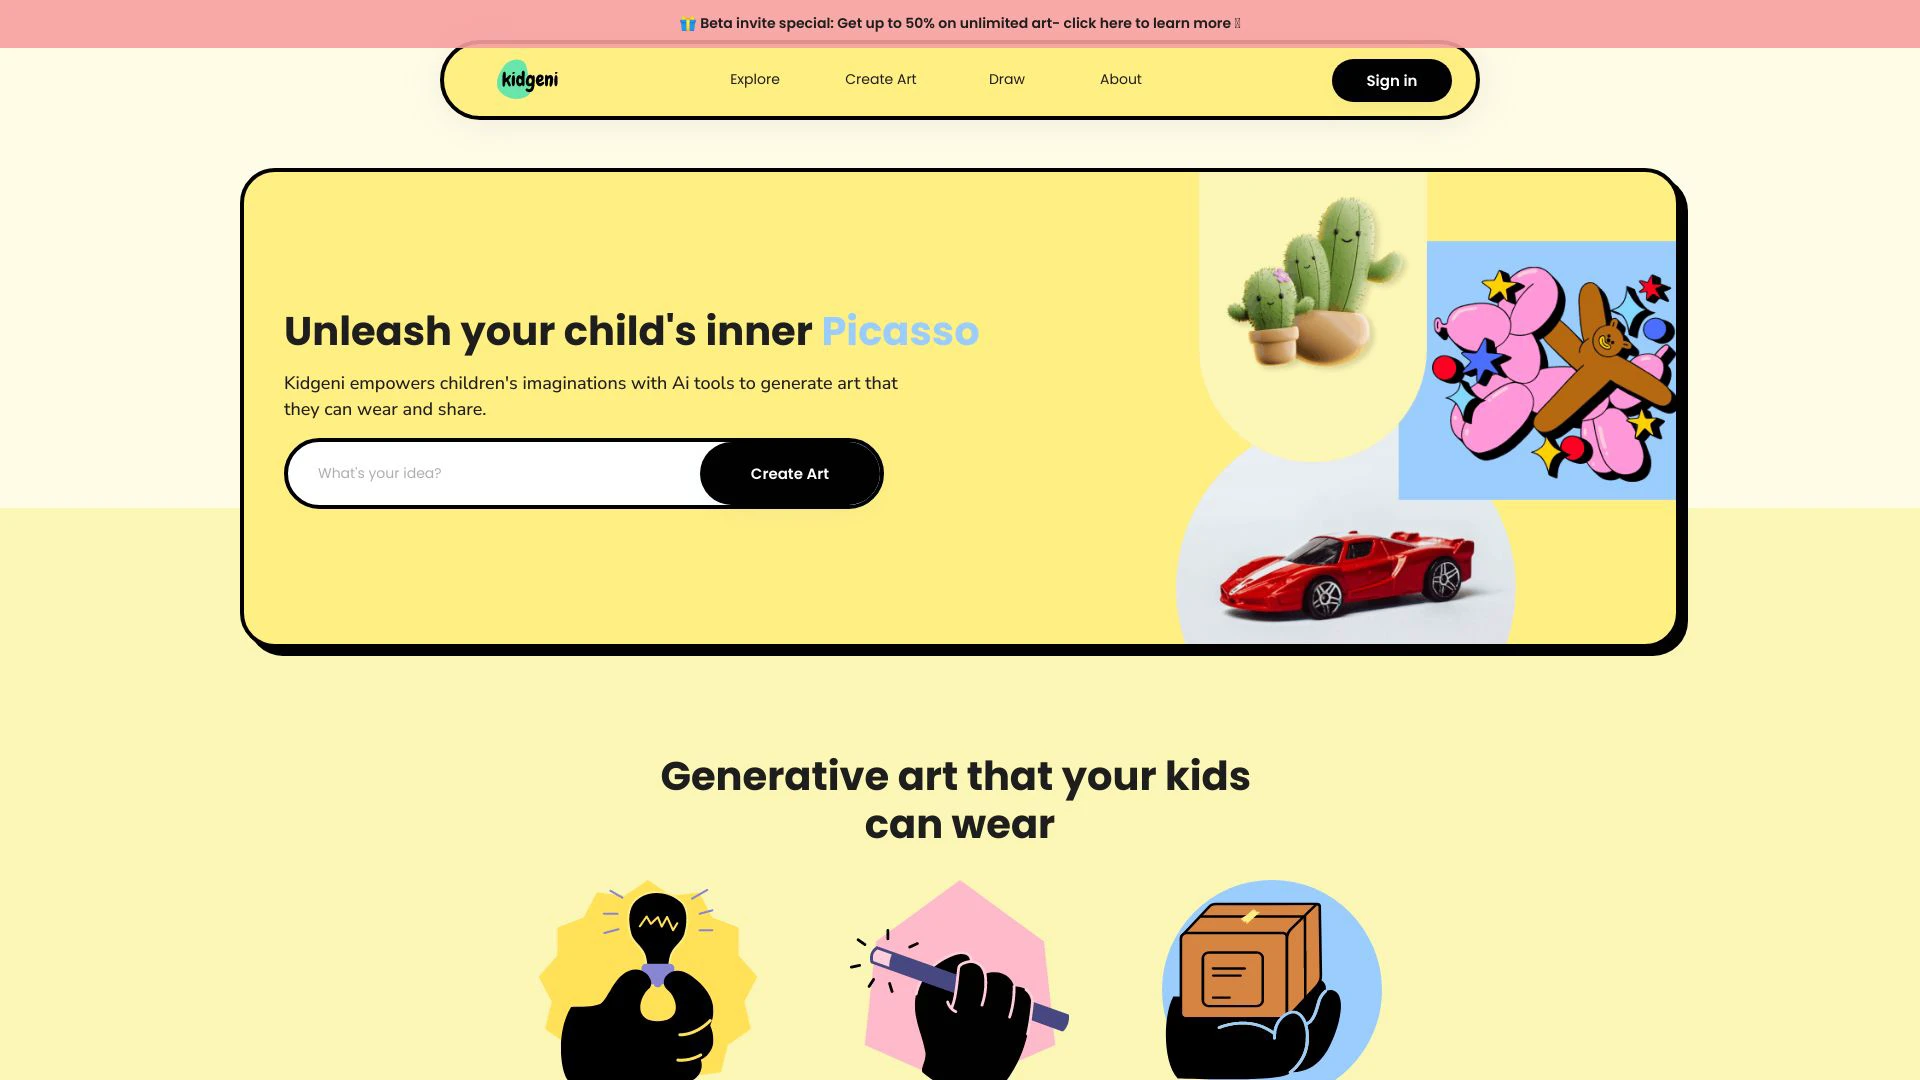 🎁 Beta invite special: Get up to 50% on unlimited art- click here to learn more
kidgeni
Explore
Create Art
Draw
About
Sign in
Unleash your child's inner Picasso
Kidgeni empowers children's imaginations with Ai tools to generate art that
they can wear and share.
What's your idea?
Create Art
Generative art that your kids
can wear